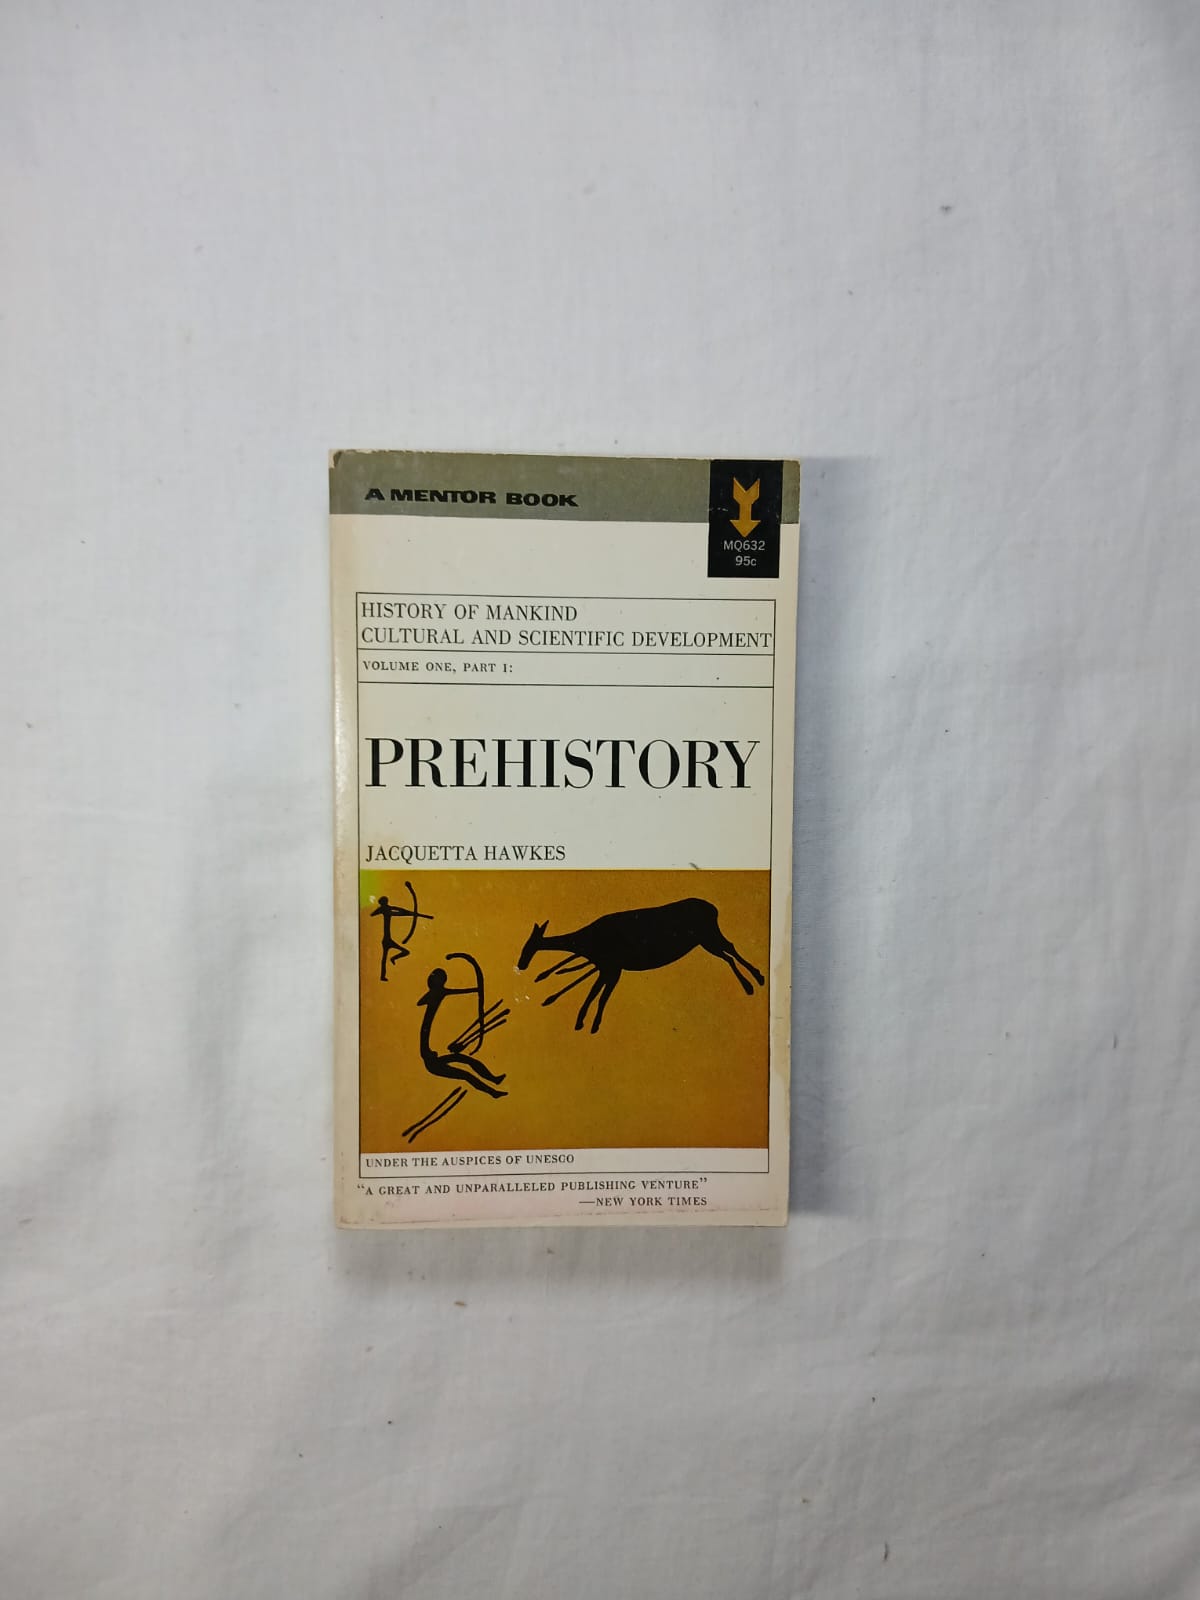 A MENTOR BOOK
MQ632
95c
HISTORY OF MANKIND
CULTURAL AND SCIENTIFIC DEVELOPMENT
VOLUME ONE, PART I:
PREHISTORY
JACQUETTA HAWKES
UNDER THE AUSPICES OF UNESCO
"A GREAT AND UNPARALLELED PUBLISHING VENTURE"
—NEW YORK TIMES